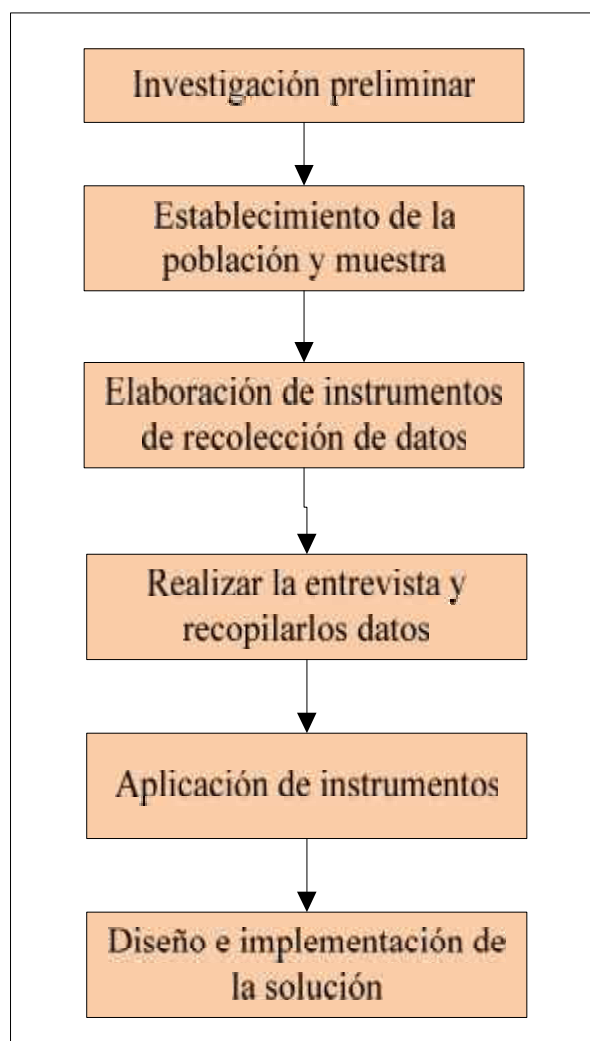 Investigación preliminar
Establecimiento de la
población y muestra
Elaboración de instrumentos
de recolección de datos
Realizar la entrevista y
recopilarlos datos
Aplicación de instrumentos
Diseño e implementación de
la solución